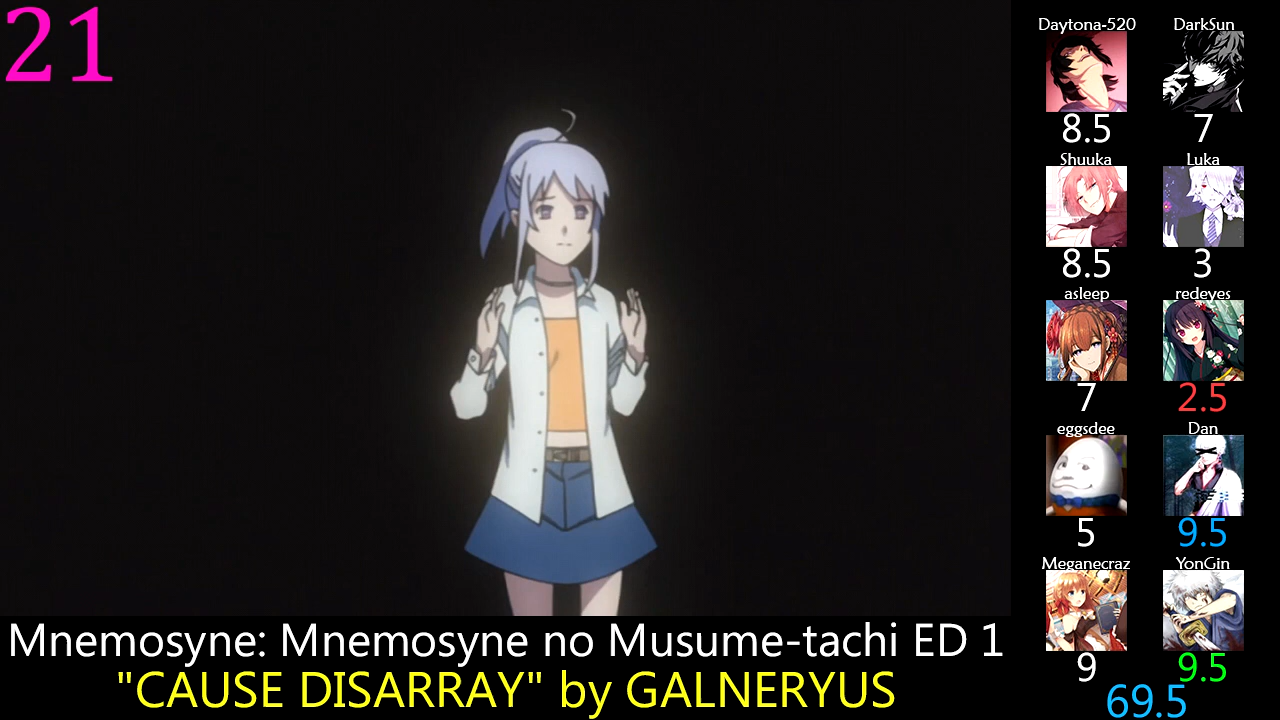 21
Daytona-520 DarkSun
8.5 7
Shuuka Luka
8.5 3
asleep redeyes
7 2.5
eggsdee Dan
5 9.5
Meganecraz YonGin
9 9.5
69.5
Mnemosyne: Mnemosyne no Musume-tachi ED 1
"CAUSE DISARRAY" by GALNERYUS